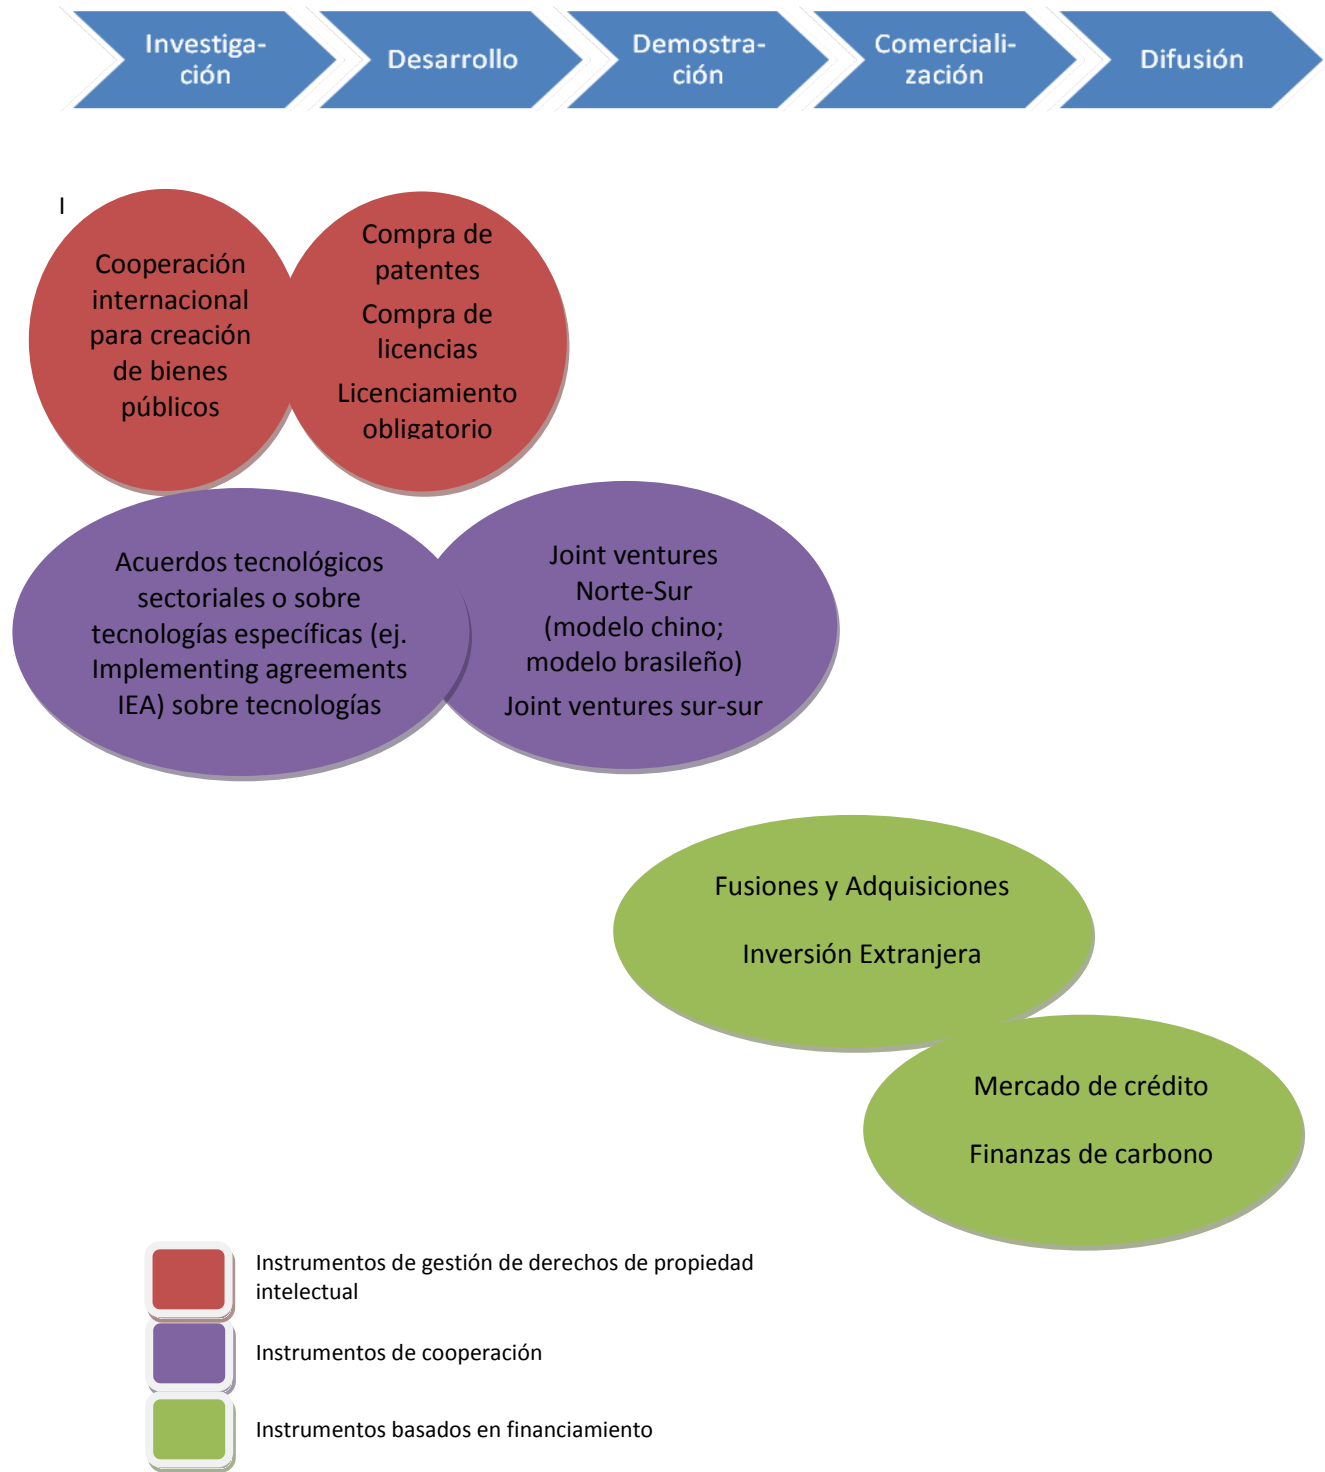 Investiga-
ción
Desarrollo
Demostra-
ción
Comerciali-
zación
Difusión
I
Cooperación
internacional
para creación
de bienes
públicos
Compra de
patentes
Compra de
licencias
Licenciamiento
obligatorio
Acuerdos tecnológicos
sectoriales o sobre
tecnologías específicas (ej.
Implementing agreements
IEA) sobre tecnologías
Joint ventures
Norte-Sur
(modelo chino;
modelo brasileño)
Joint ventures sur-sur
Fusiones y Adquisiciones
Inversión Extranjera
Mercado de crédito
Finanzas de carbono
Instrumentos de gestión de derechos de propiedad
intelectual
Instrumentos de cooperación
Instrumentos basados en financiamiento